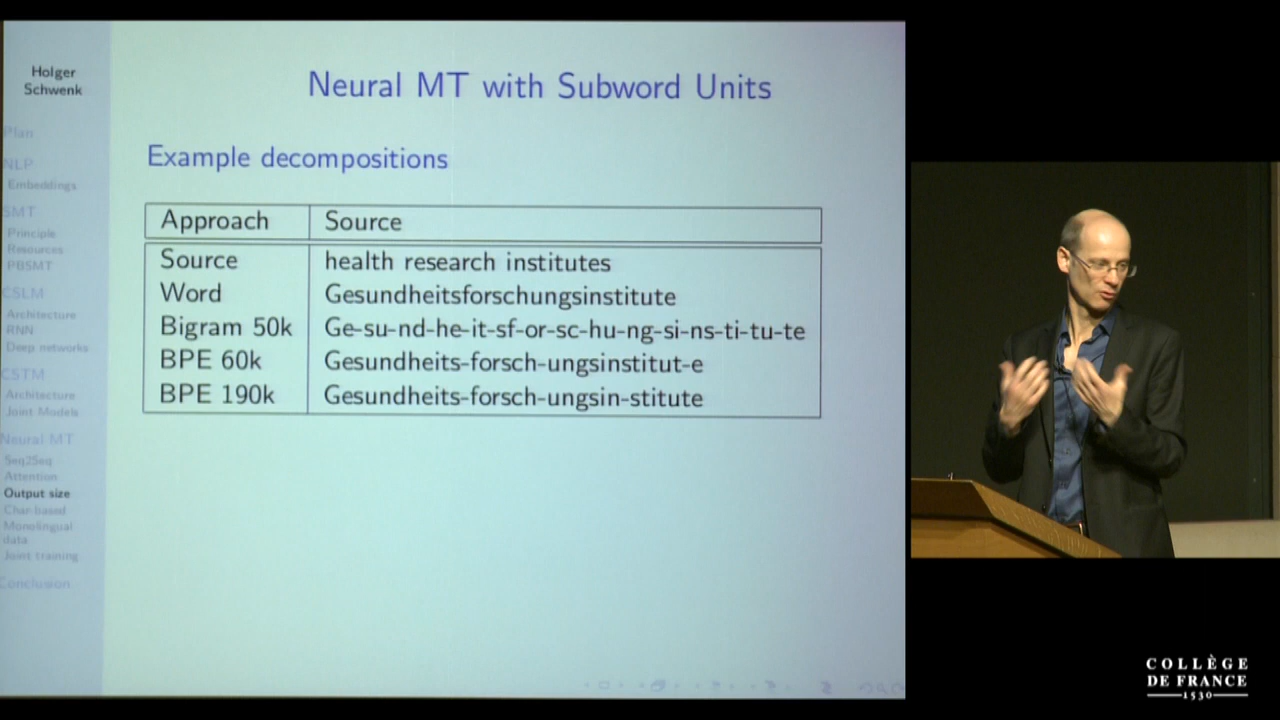 Holger
Schwenk
Plan
NLP
Embeddings
SMT
Principle
Resources
PBSMT
CSLM
Architecture
RNN
Deep networks
CSTM
Architecture
Joint Models
Neural MT
Seq2Seq
Attention
Output size
Char-based
Monolingual
data
Joint training
Conclusion
Neural MT with Subword Units
Example decompositions
Approach Source
Source health research institutes
Word Gesundheitsforschungsinstitute
Bigram 50k Ge-su-nd-he-it-sf-or-sc-hu-ng-si-ns-ti-tu-te
BPE 60k Gesundheits-forsch-ungsinstitut-e
BPE 190k Gesundheits-forsch-ungsin-stitute
COLLÈGE
DE FRANCE
1530